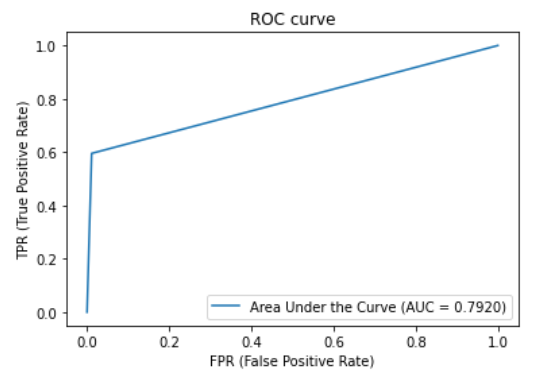 ROC curve
1.0
0.8
0.6
0.4
0.2
0.0
TPR (True Positive Rate)
Area Under the Curve (AUC = 0.7920)
0.0 0.2 0.4 0.6 0.8 1.0
FPR (False Positive Rate)